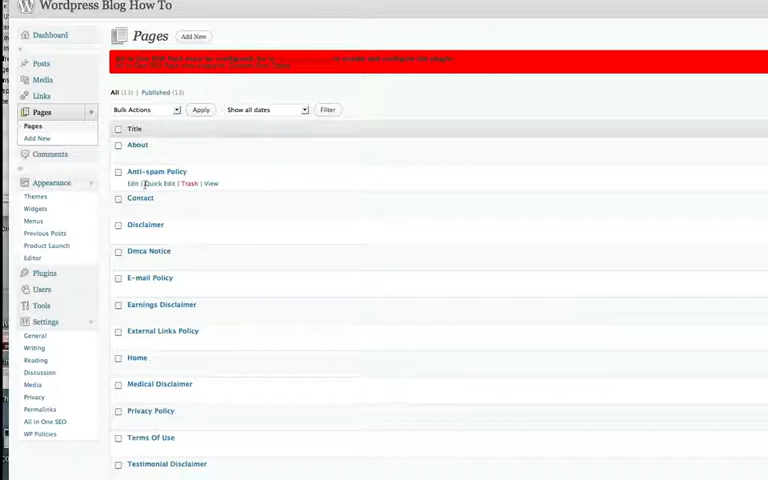 Wordpress Blog How To
Dashboard
Posts
Media
Links
Pages
Pages
Add New
Comments
Appearance
Themes
Widgets
Menus
Previous Posts
Product Launch
Editor
Plugins
Users
Tools
Settings
General
Writing
Reading
Discussion
Media
Privacy
Permalinks
All in One SEO
WP Policies
Pages Add New
All (13) | Published (13)
Bulk Actions Apply Show all dates Filter
Title
About
Anti-spam Policy
Edit | Quick Edit | Trash | View
Contact
Disclaimer
Dmca Notice
E-mail Policy
Earnings Disclaimer
External Links Policy
Home
Medical Disclaimer
Privacy Policy
Terms Of Use
Testimonial Disclaimer